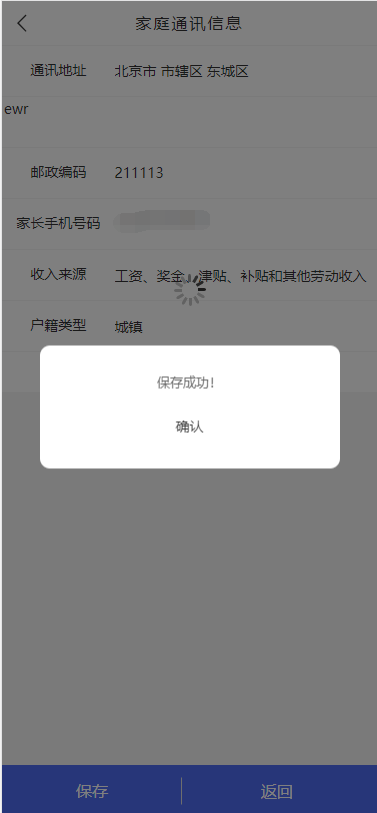 家庭通讯信息
通讯地址 北京市 市辖区 东城区
ewr
邮政编码 211113
家长手机号码
收入来源 工资、奖金、津贴、补贴和其他劳动收入
户籍类型 城镇
保存成功！
确认
保存 返回